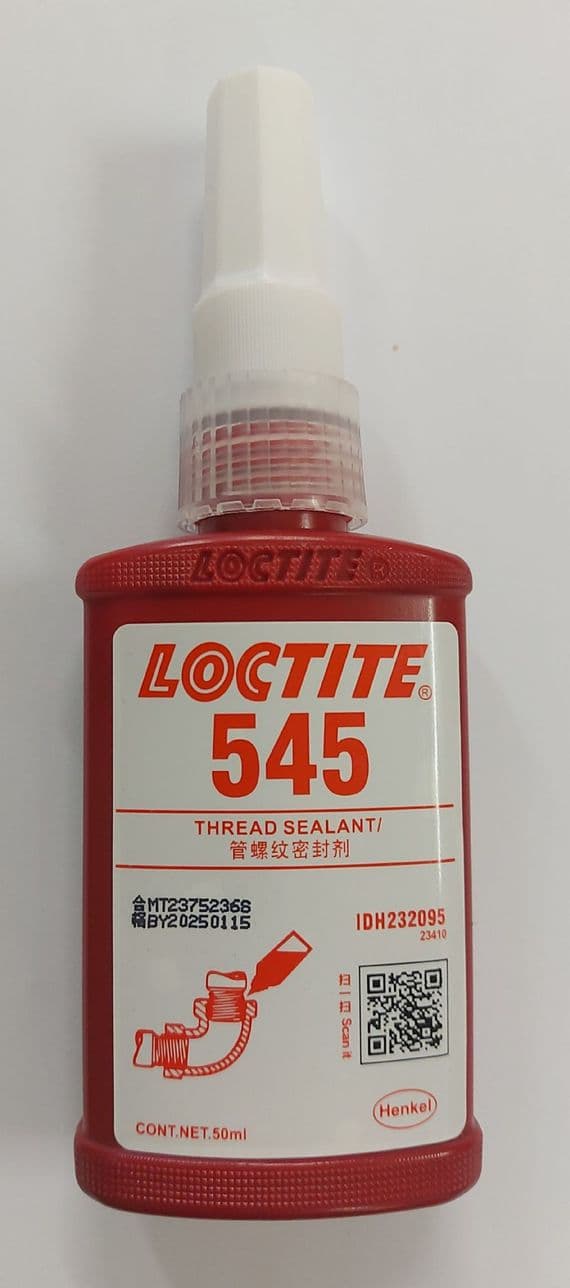 LOCTITE®
LOCTITE®
545
THREAD SEALANT/
管螺纹密封剂
合MT23752368
格BY20250115
IDH232095
23410
扫一扫 Scan it
Henkel
CONT.NET.50ml